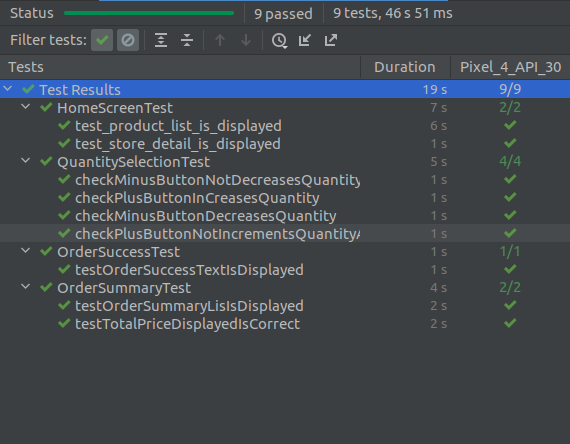 Status 9 passed 9 tests, 46 s 51 ms
Filter tests:
Tests Duration Pixel_4_API_30
Test Results 19 s 9/9
HomeScreenTest 7 s 2/2
test_product_list_is_displayed 6 s
test_store_detail_is_displayed 1 s
QuantitySelectionTest 5 s 4/4
checkMinusButtonNotDecreasesQuantity 1 s
checkPlusButtonInCreasesQuantity 1 s
checkMinusButtonDecreasesQuantity 1 s
checkPlusButtonNotIncrementsQuantityA 1 s
OrderSuccessTest 1 s 1/1
testOrderSuccessTextIsDisplayed 1 s
OrderSummaryTest 4 s 2/2
testOrderSummaryLisIsDisplayed 2 s
testTotalPriceDisplayedIsCorrect 2 s